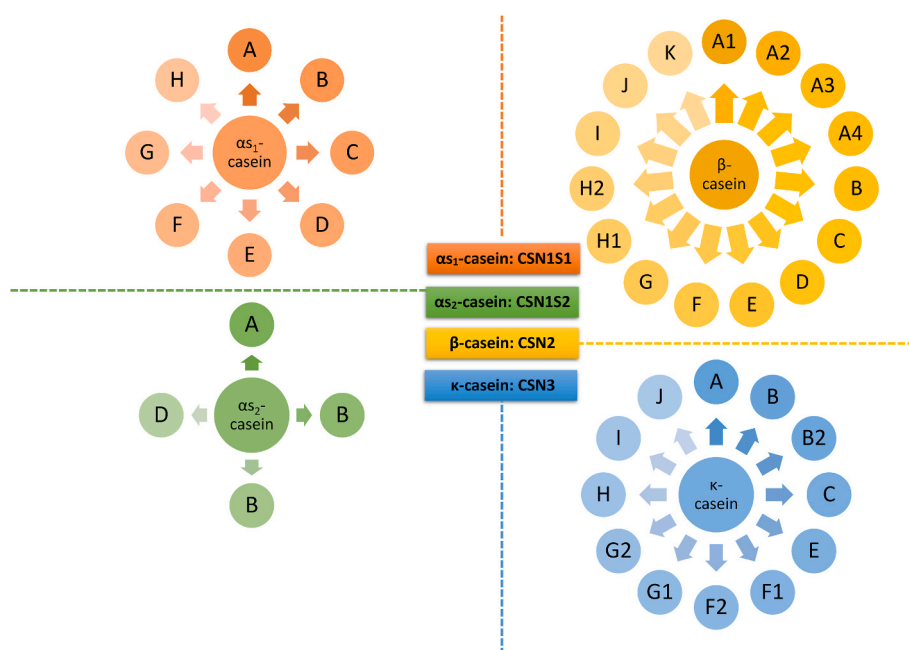 A
B
C
D
E
F
G
H
αs₁-
casein
A1
A2
A3
A4
B
C
D
E
F
G
H1
H2
I
J
K
β-
casein
αs₁-casein: CSN1S1
αs₂-casein: CSN1S2
β-casein: CSN2
κ-casein: CSN3
A
B
B
D
αs₂-
casein
A
B
B2
C
E
F1
F2
G1
G2
H
I
J
κ-
casein